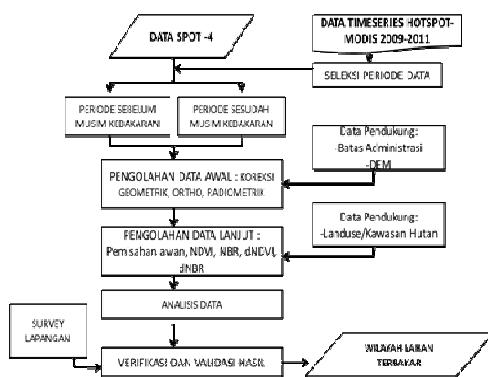 DATA SPOT -4
DATA TIMESERIES HOTSPOT-
MODIS 2009-2011
SELEKSI PERIODE DATA
PERIODE SEBELUM
MUSIM KEBAKARAN
PERIODE SESUDAH
MUSIM KEBAKARAN
Data Pendukung:
-Batas Administrasi
-DEM
PENGOLAHAN DATA AWAL : KOREKSI
GEOMETRIK, ORTHO, RADIOMETRIK
Data Pendukung:
-Landuse/Kawasan Hutan
PENGOLAHAN DATA LANJUT :
Pemisahan awan, NDVI, NBR, dNDVI,
dNBR
ANALISIS DATA
SURVEY
LAPANGAN
VERIFIKASI DAN VALIDASI HASIL
WILAYAH LAHAN
TERBAKAR